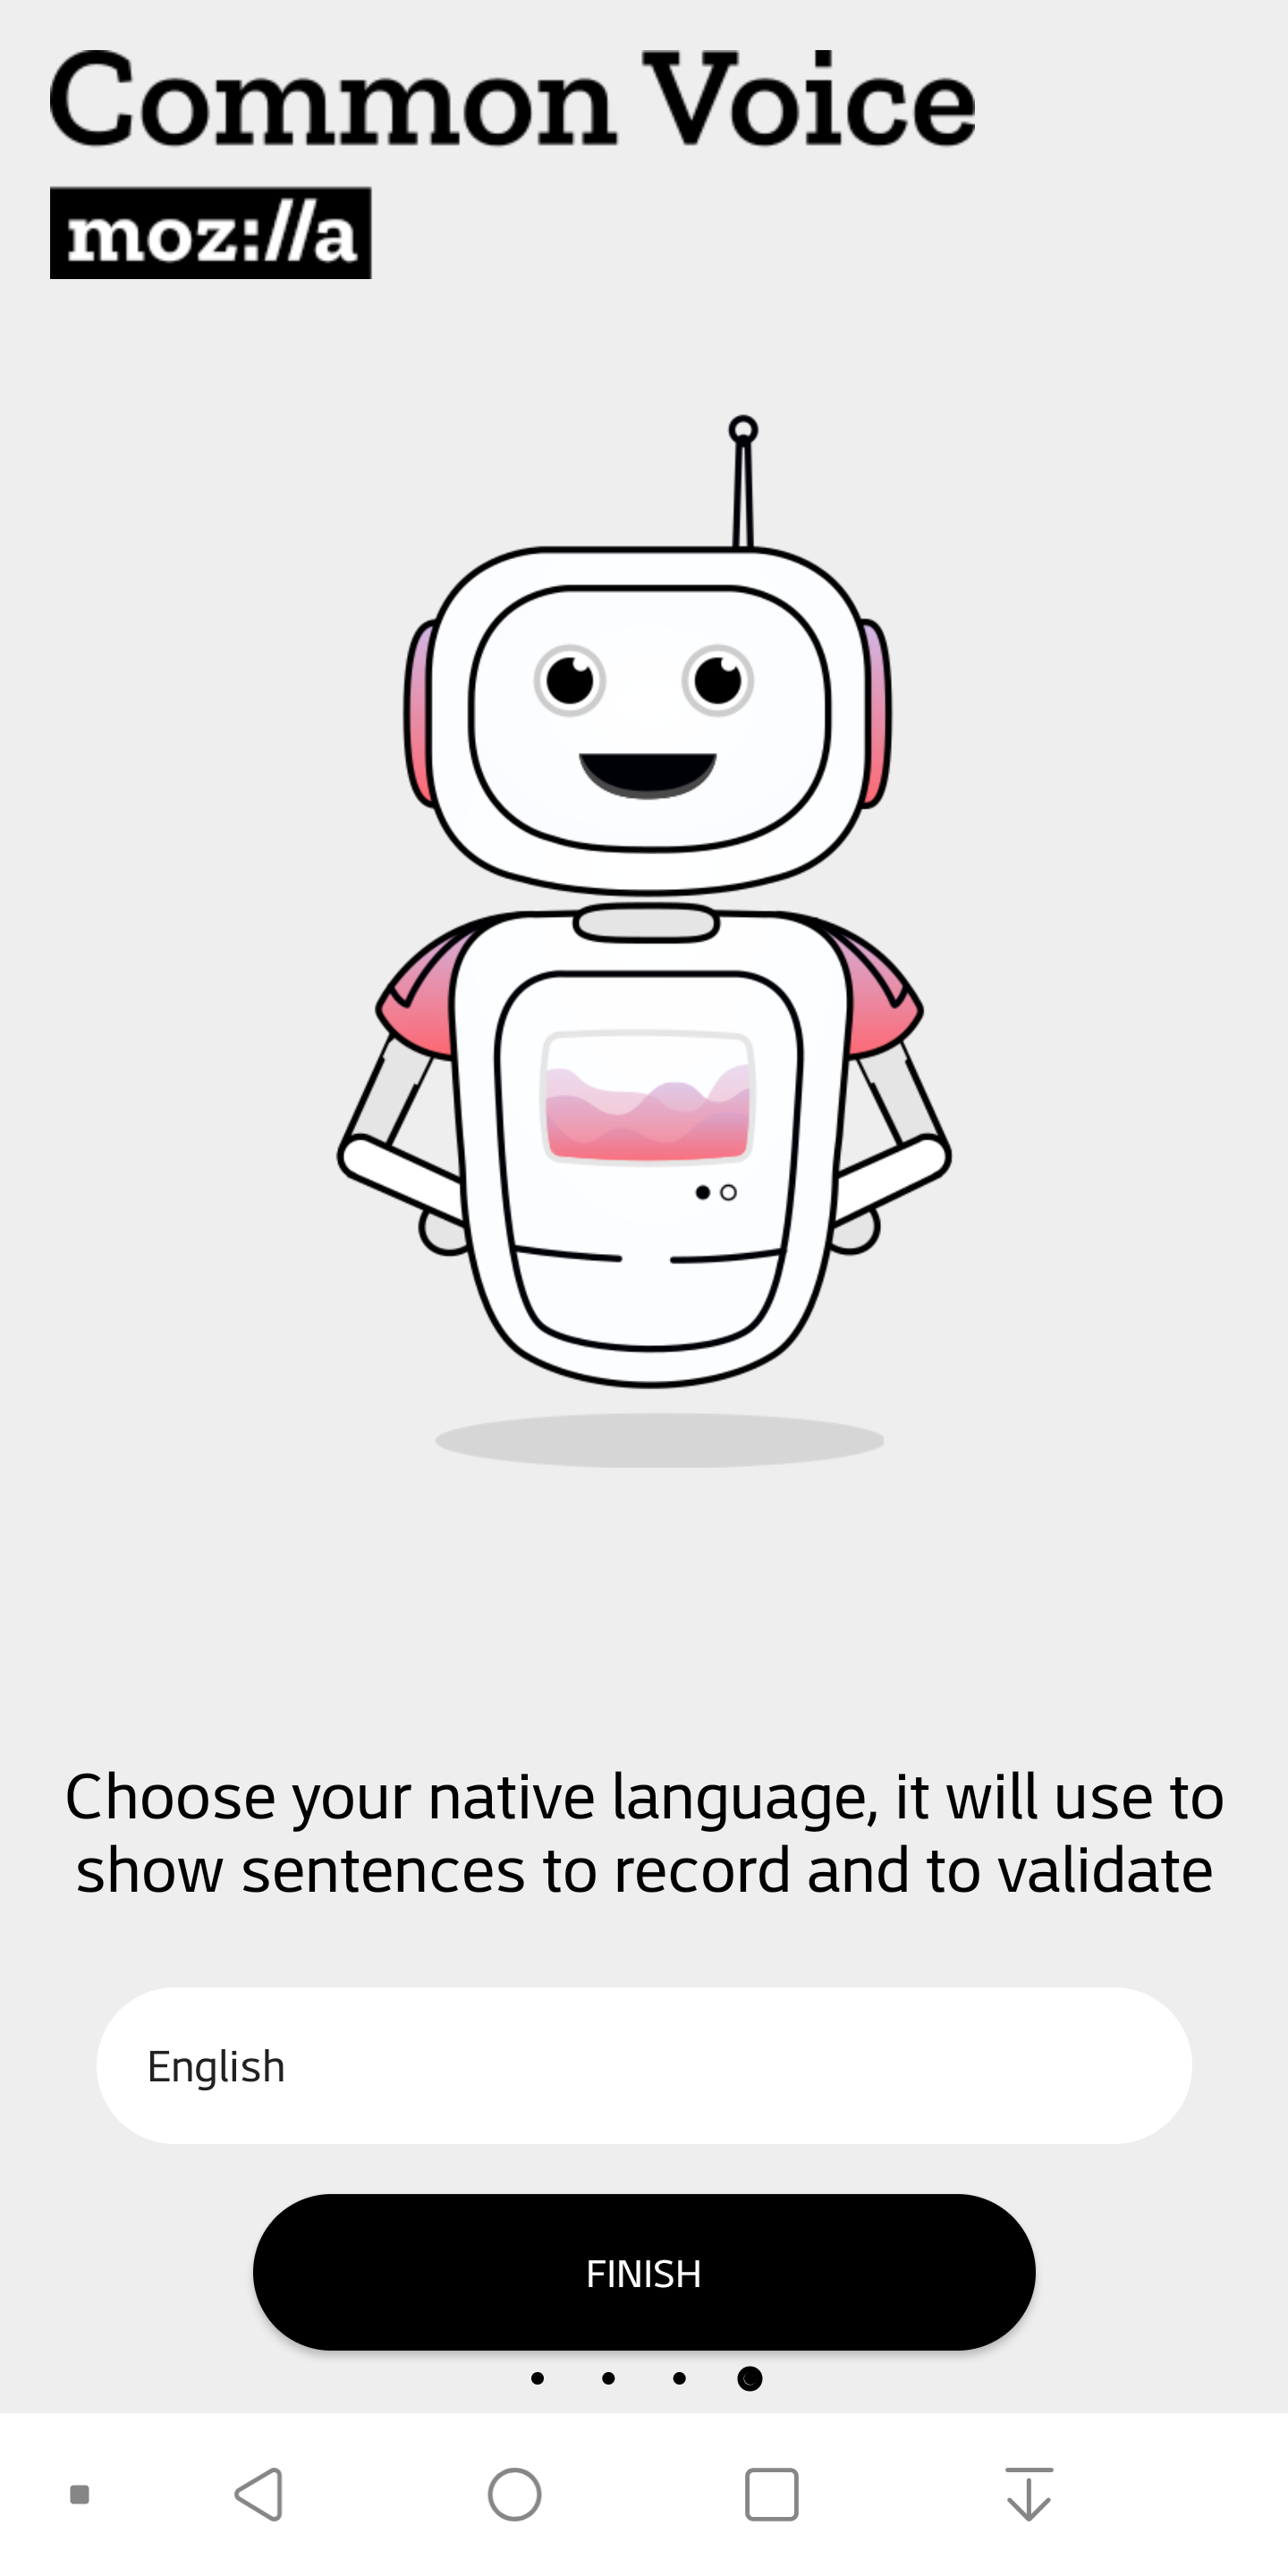 Common Voice
moz://a
Choose your native language, it will use to
show sentences to record and to validate
English
FINISH